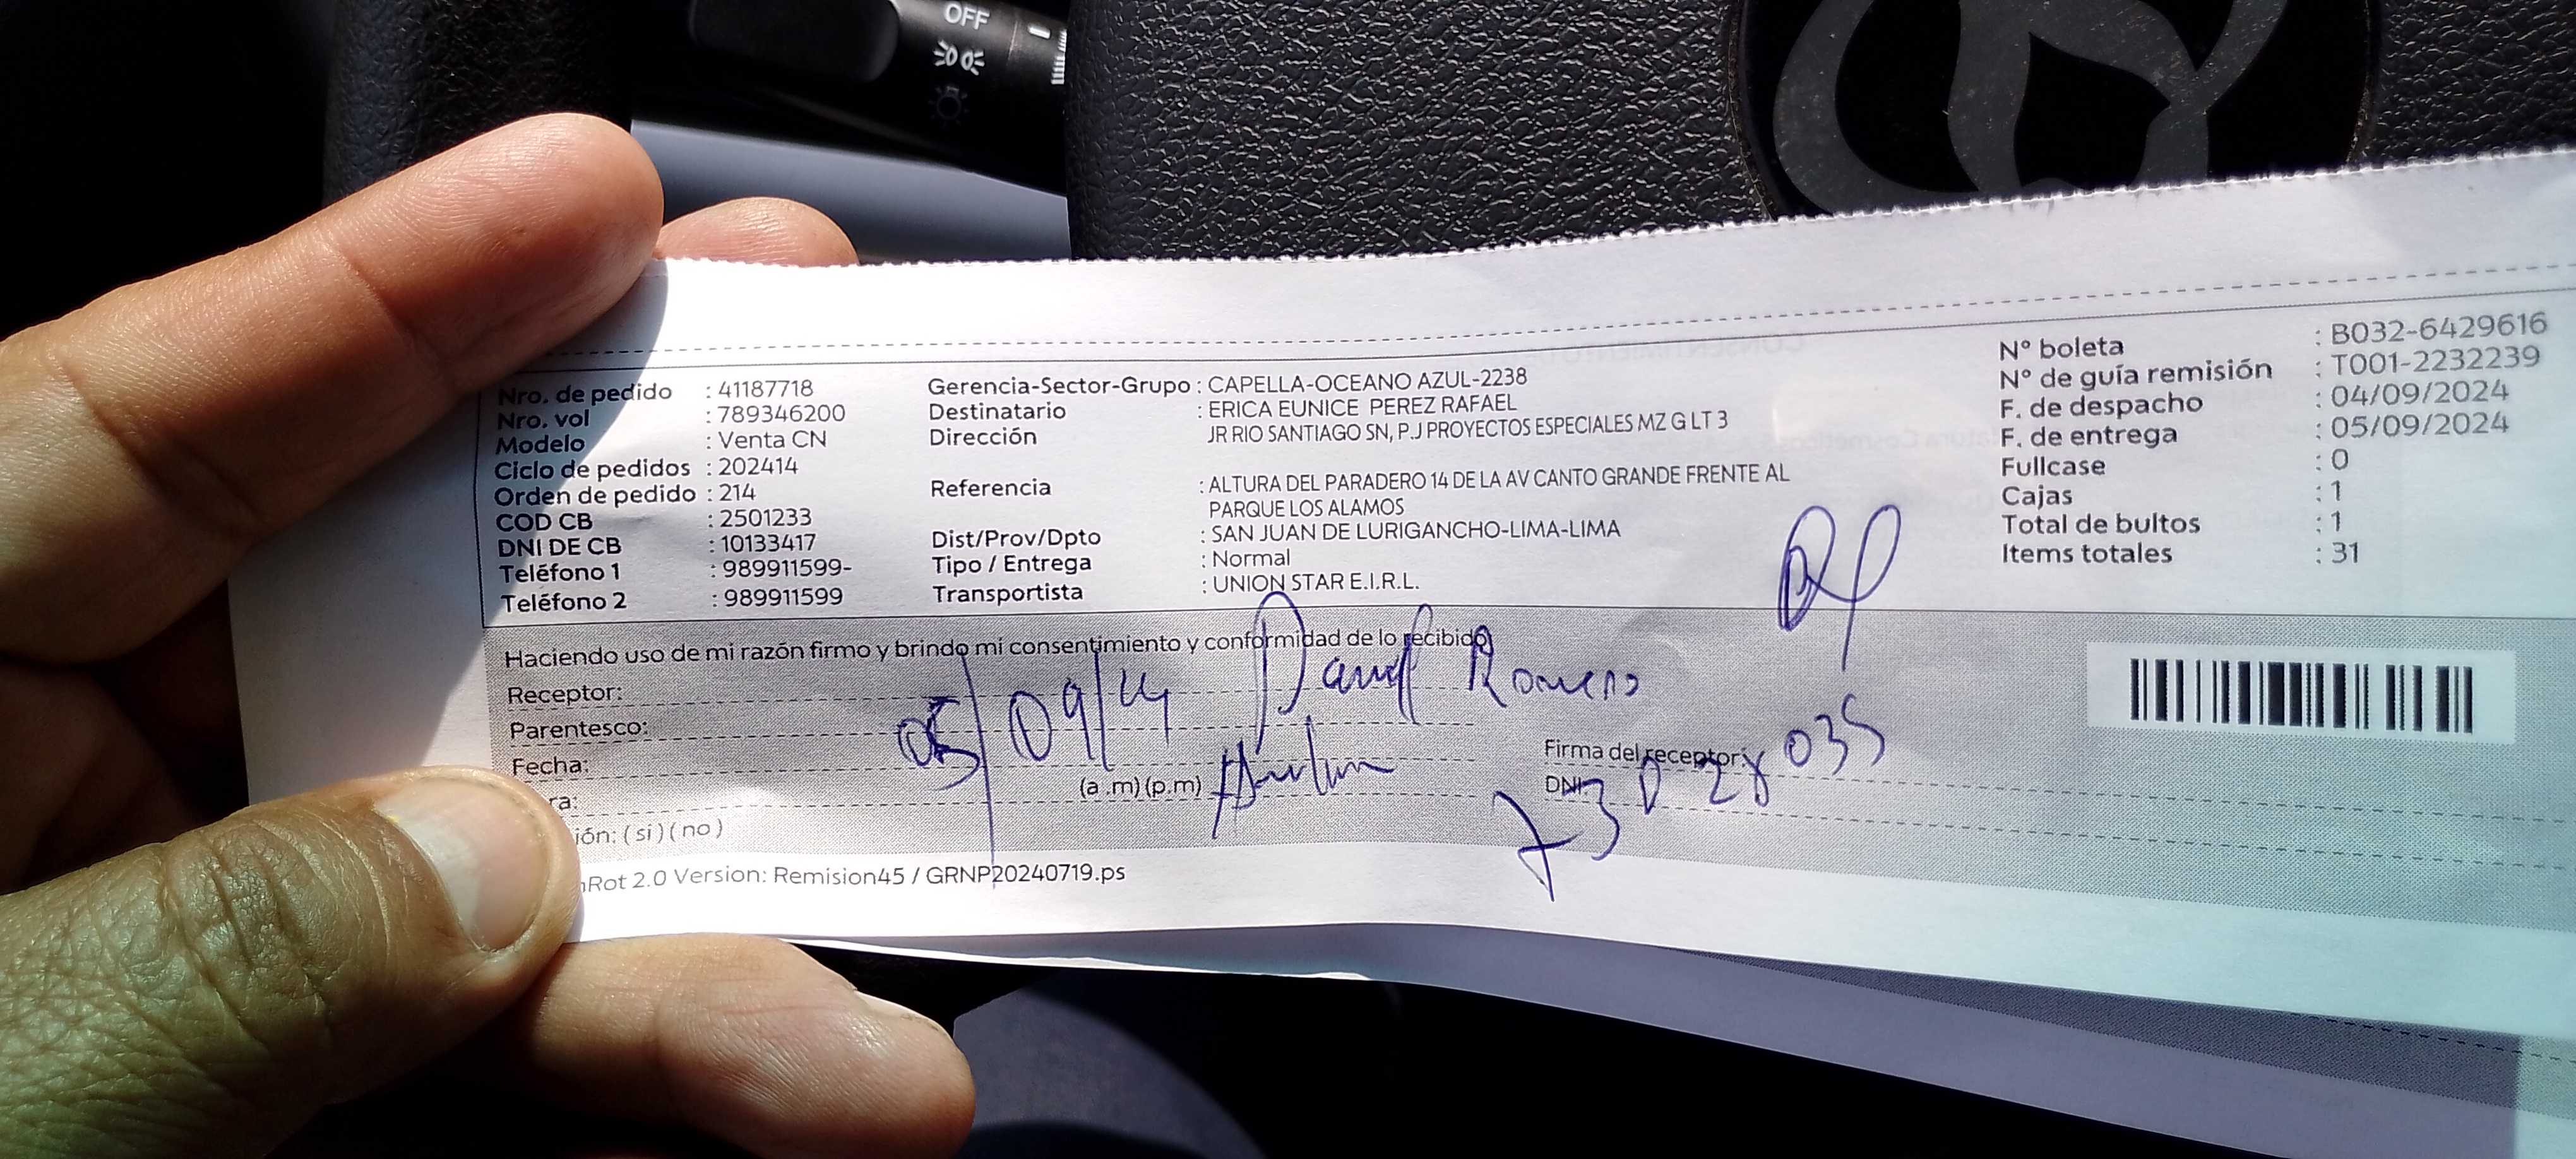 OFF
Nro. de pedido : 41187718
Nro. vol : 789346200
Modelo : Venta CN
Ciclo de pedidos : 202414
Orden de pedido : 214
COD CB : 2501233
DNI DE CB : 10133417
Teléfono 1 : 989911599-
Teléfono 2 : 989911599
Gerencia-Sector-Grupo : CAPELLA-OCEANO AZUL-2238
Destinatario : ERICA EUNICE PEREZ RAFAEL
Dirección JR RIO SANTIAGO SN, P.J PROYECTOS ESPECIALES MZ G LT 3
Referencia : ALTURA DEL PARADERO 14 DE LA AV CANTO GRANDE FRENTE AL
PARQUE LOS ALAMOS
Dist/Prov/Dpto : SAN JUAN DE LURIGANCHO-LIMA-LIMA
Tipo / Entrega : Normal
Transportista : UNION STAR E.I.R.L.
N° boleta : B032-6429616
N° de guía remisión : T001-2232239
F. de despacho : 04/09/2024
F. de entrega : 05/09/2024
Fullcase : 0
Cajas : 1
Total de bultos : 1
Items totales : 31
Haciendo uso de mi razón firmo y brindo mi consentimiento y conformidad de lo recibido
Receptor:
Romero
Parentesco:
05/09/24
Fecha:
Firma del receptor:
ra: (a .m) (p.m)
DNI:
ión: ( si ) ( no )
Rot 2.0 Version: Remision45 / GRNP20240719.ps